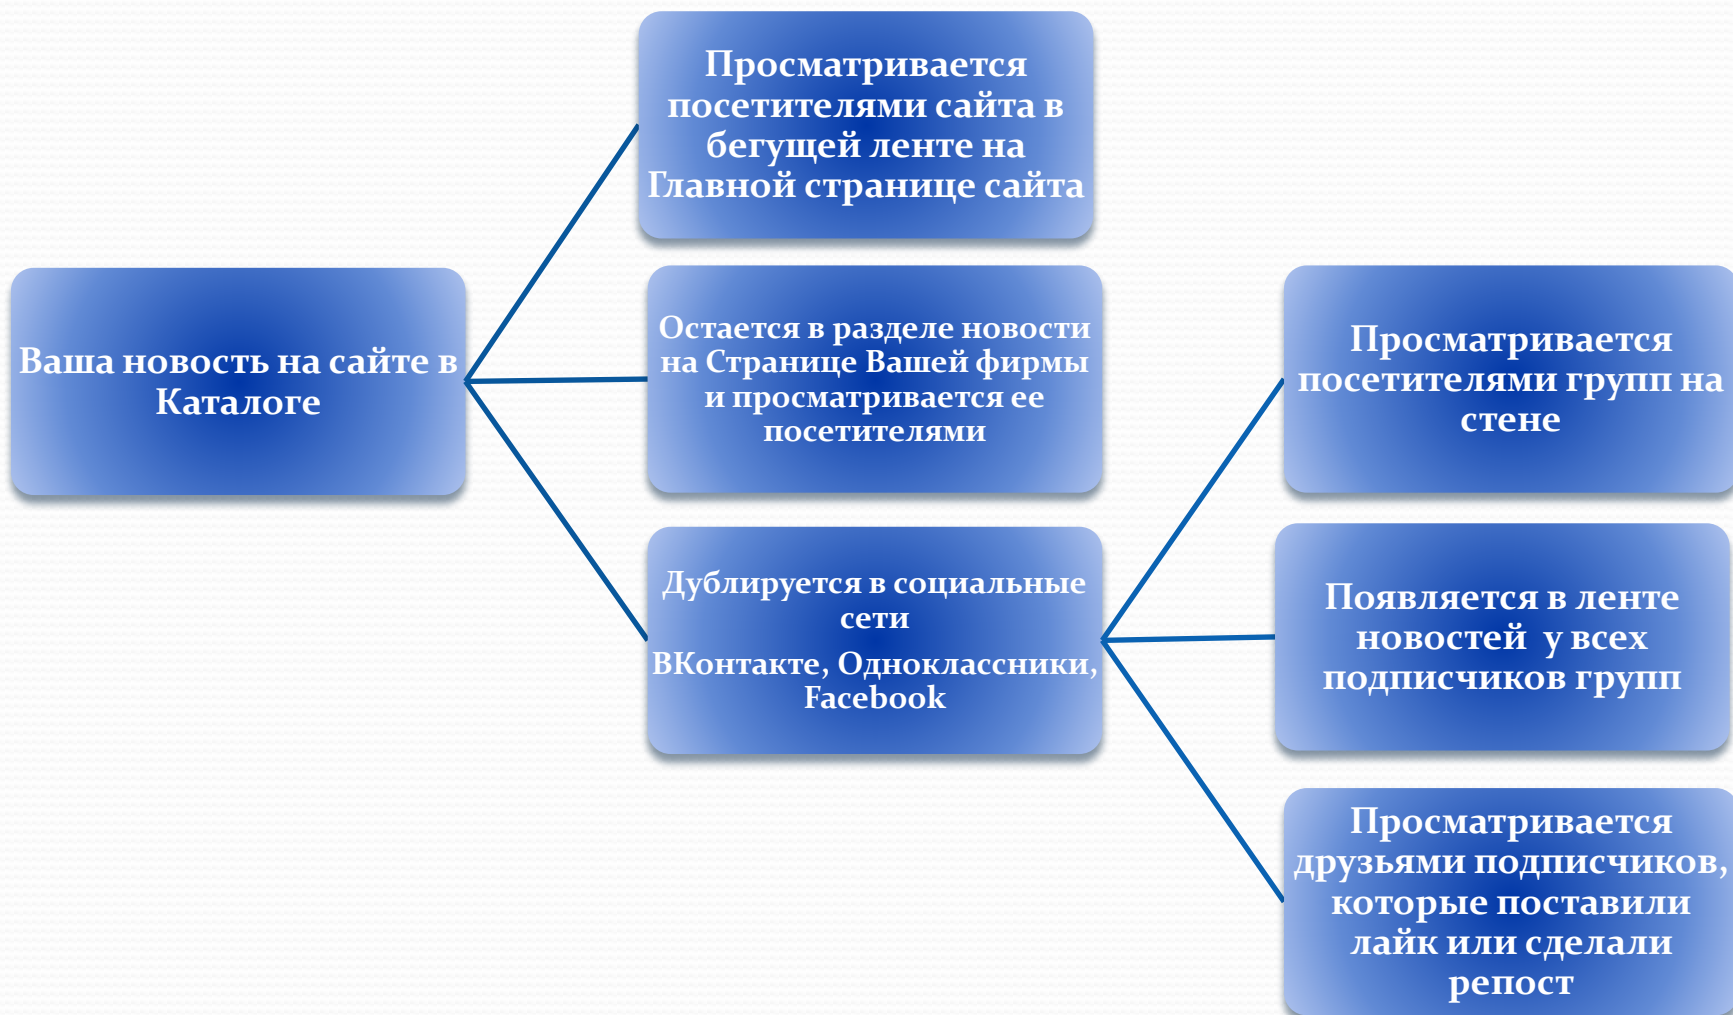 Просматривается
посетителями сайта в
бегущей ленте на
Главной странице сайта
Ваша новость на сайте в
Каталоге
Остается в разделе новости
на Странице Вашей фирмы
и просматривается ее
посетителями
Дублируется в социальные
сети
ВКонтакте, Одноклассники,
Facebook
Просматривается
посетителями групп на
стене
Появляется в ленте
новостей у всех
подписчиков групп
Просматривается
друзьями подписчиков,
которые поставили
лайк или сделали
репост